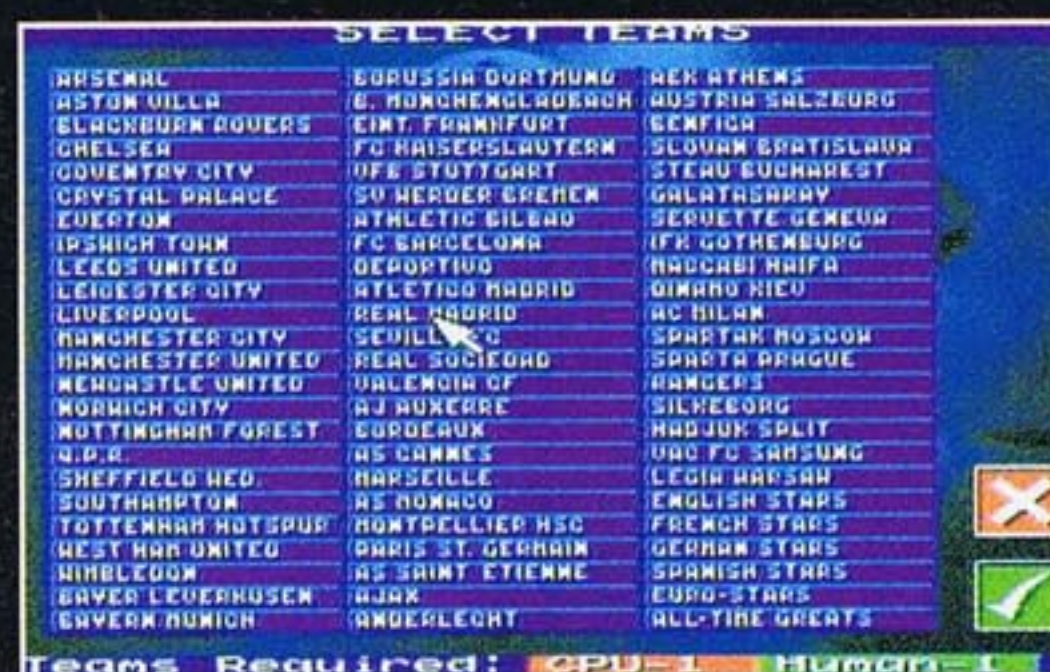 SELECT TEAMS
ARSENAL
ASTON VILLA
BLACKBURN ROVERS
CHELSEA
COVENTRY CITY
CRYSTAL PALACE
EVERTON
IPSWICH TOWN
LEEDS UNITED
LEICESTER CITY
LIVERPOOL
MANCHESTER CITY
MANCHESTER UNITED
NEWCASTLE UNITED
NORWICH CITY
NOTTINGHAM FOREST
Q.P.R.
SHEFFIELD WED.
SOUTHAMPTON
TOTTENHAM HOTSPUR
WEST HAM UNITED
WIMBLEDON
BAYER LEVERKUSEN
BAYERN MUNICH
BORUSSIA DORTMUND
B. MONCHENGLADBACH
EINT. FRANKFURT
FC KAISERSLAUTERN
VFB STUTTGART
SV WERDER BREMEN
ATHLETIC BILBAO
FC BARCELONA
DEPORTIVO
ATLETICO MADRID
REAL MADRID
SEVILLA FC
REAL SOCIEDAD
VALENCIA CF
AJ AUXERRE
BORDEAUX
AS CANNES
MARSEILLE
AS MONACO
MONTPELLIER HSC
PARIS ST. GERMAIN
AS SAINT ETIENNE
AJAX
ANDERLECHT
AEK ATHENS
AUSTRIA SALZBURG
BENFICA
SLOVAN BRATISLAVA
STEAU BUCHAREST
GALATASARAY
SERVETTE GENEVA
IFK GOTHENBURG
MACCABI HAIFA
DINAMO KIEV
AC MILAN
SPARTAK MOSCOW
SPARTA PRAGUE
RANGERS
SILKEBORG
HADJUK SPLIT
VAC FC SAMSUNG
LEGIA WARSAW
ENGLISH STARS
FRENCH STARS
GERMAN STARS
SPANISH STARS
EURO-STARS
ALL-TIME GREATS
Teams Required: CPU-1 Human-1